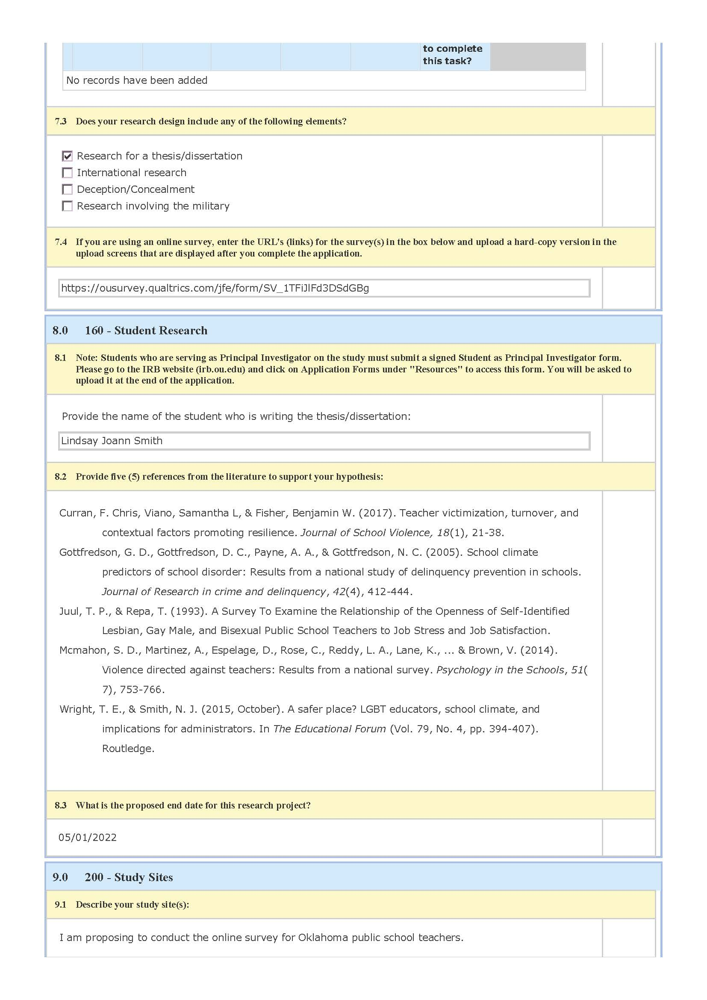 to complete
this task?
No records have been added
7.3 Does your research design include any of the following elements?
Research for a thesis/dissertation
International research
Deception/Concealment
Research involving the military
7.4 If you are using an online survey, enter the URL's (links) for the survey(s) in the box below and upload a hard-copy version in the
upload screens that are displayed after you complete the application.
https://ousurvey.qualtrics.com/jfe/form/SV_1TFiJlFd3DSdGBg
8.0 160 - Student Research
8.1 Note: Students who are serving as Principal Investigator on the study must submit a signed Student as Principal Investigator form.
Please go to the IRB website (irb.ou.edu) and click on Application Forms under "Resources" to access this form. You will be asked to
upload it at the end of the application.
Provide the name of the student who is writing the thesis/dissertation:
Lindsay Joann Smith
8.2 Provide five (5) references from the literature to support your hypothesis:
Curran, F. Chris, Viano, Samantha L, & Fisher, Benjamin W. (2017). Teacher victimization, turnover, and
contextual factors promoting resilience. Journal of School Violence, 18(1), 21-38.
Gottfredson, G. D., Gottfredson, D. C., Payne, A. A., & Gottfredson, N. C. (2005). School climate
predictors of school disorder: Results from a national study of delinquency prevention in schools.
Journal of Research in crime and delinquency, 42(4), 412-444.
Juul, T. P., & Repa, T. (1993). A Survey To Examine the Relationship of the Openness of Self-Identified
Lesbian, Gay Male, and Bisexual Public School Teachers to Job Stress and Job Satisfaction.
Mcmahon, S. D., Martinez, A., Espelage, D., Rose, C., Reddy, L. A., Lane, K., ... & Brown, V. (2014).
Violence directed against teachers: Results from a national survey. Psychology in the Schools, 51(
7), 753-766.
Wright, T. E., & Smith, N. J. (2015, October). A safer place? LGBT educators, school climate, and
implications for administrators. In The Educational Forum (Vol. 79, No. 4, pp. 394-407).
Routledge.
8.3 What is the proposed end date for this research project?
05/01/2022
9.0 200 - Study Sites
9.1 Describe your study site(s):
I am proposing to conduct the online survey for Oklahoma public school teachers.